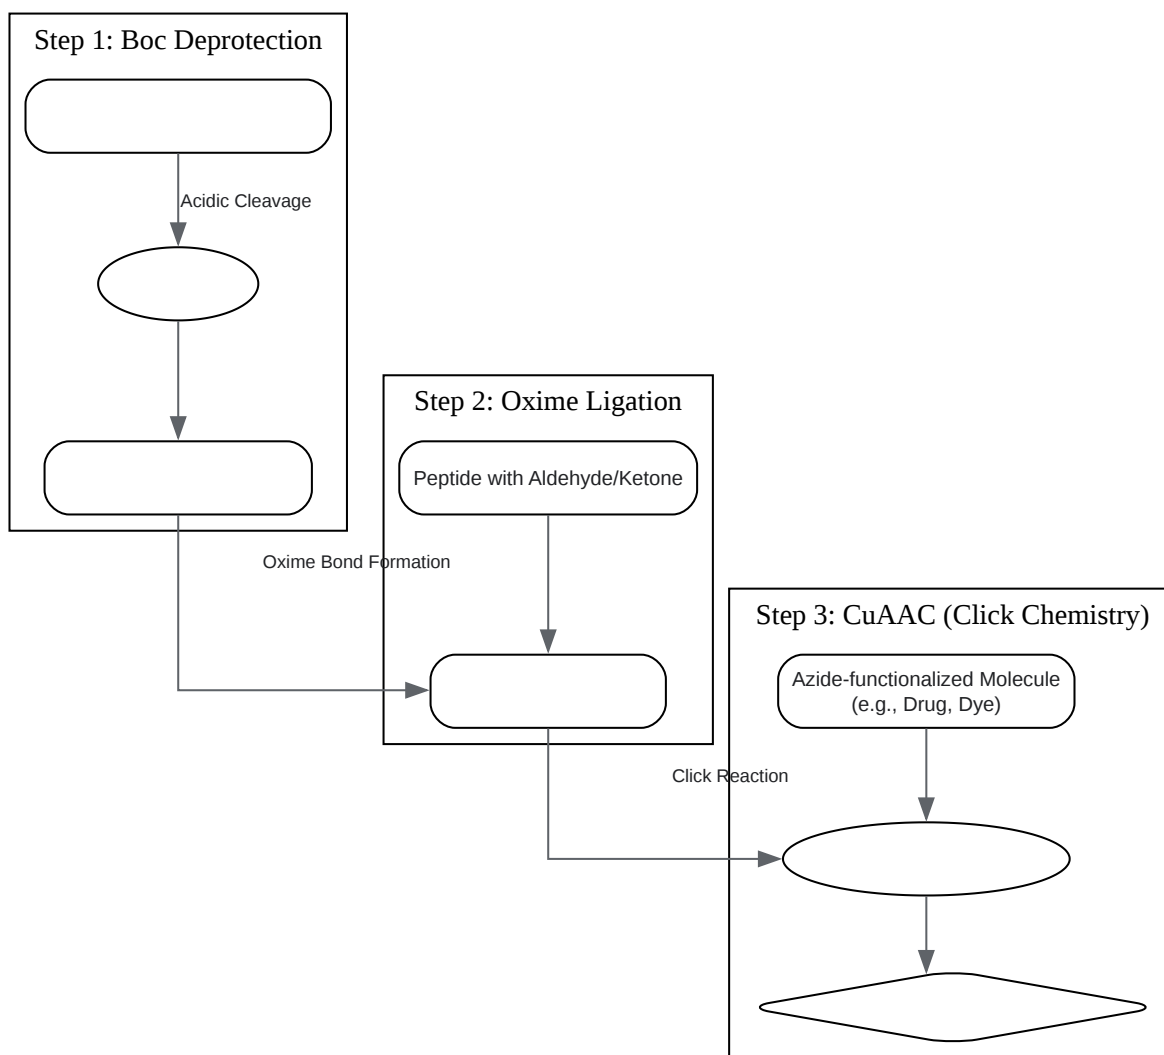 Step 1: Boc Deprotection
Acidic Cleavage
Oxime Bond Formation
Step 2: Oxime Ligation
Peptide with Aldehyde/Ketone
Click Reaction
Step 3: CuAAC (Click Chemistry)
Azide-functionalized Molecule
(e.g., Drug, Dye)